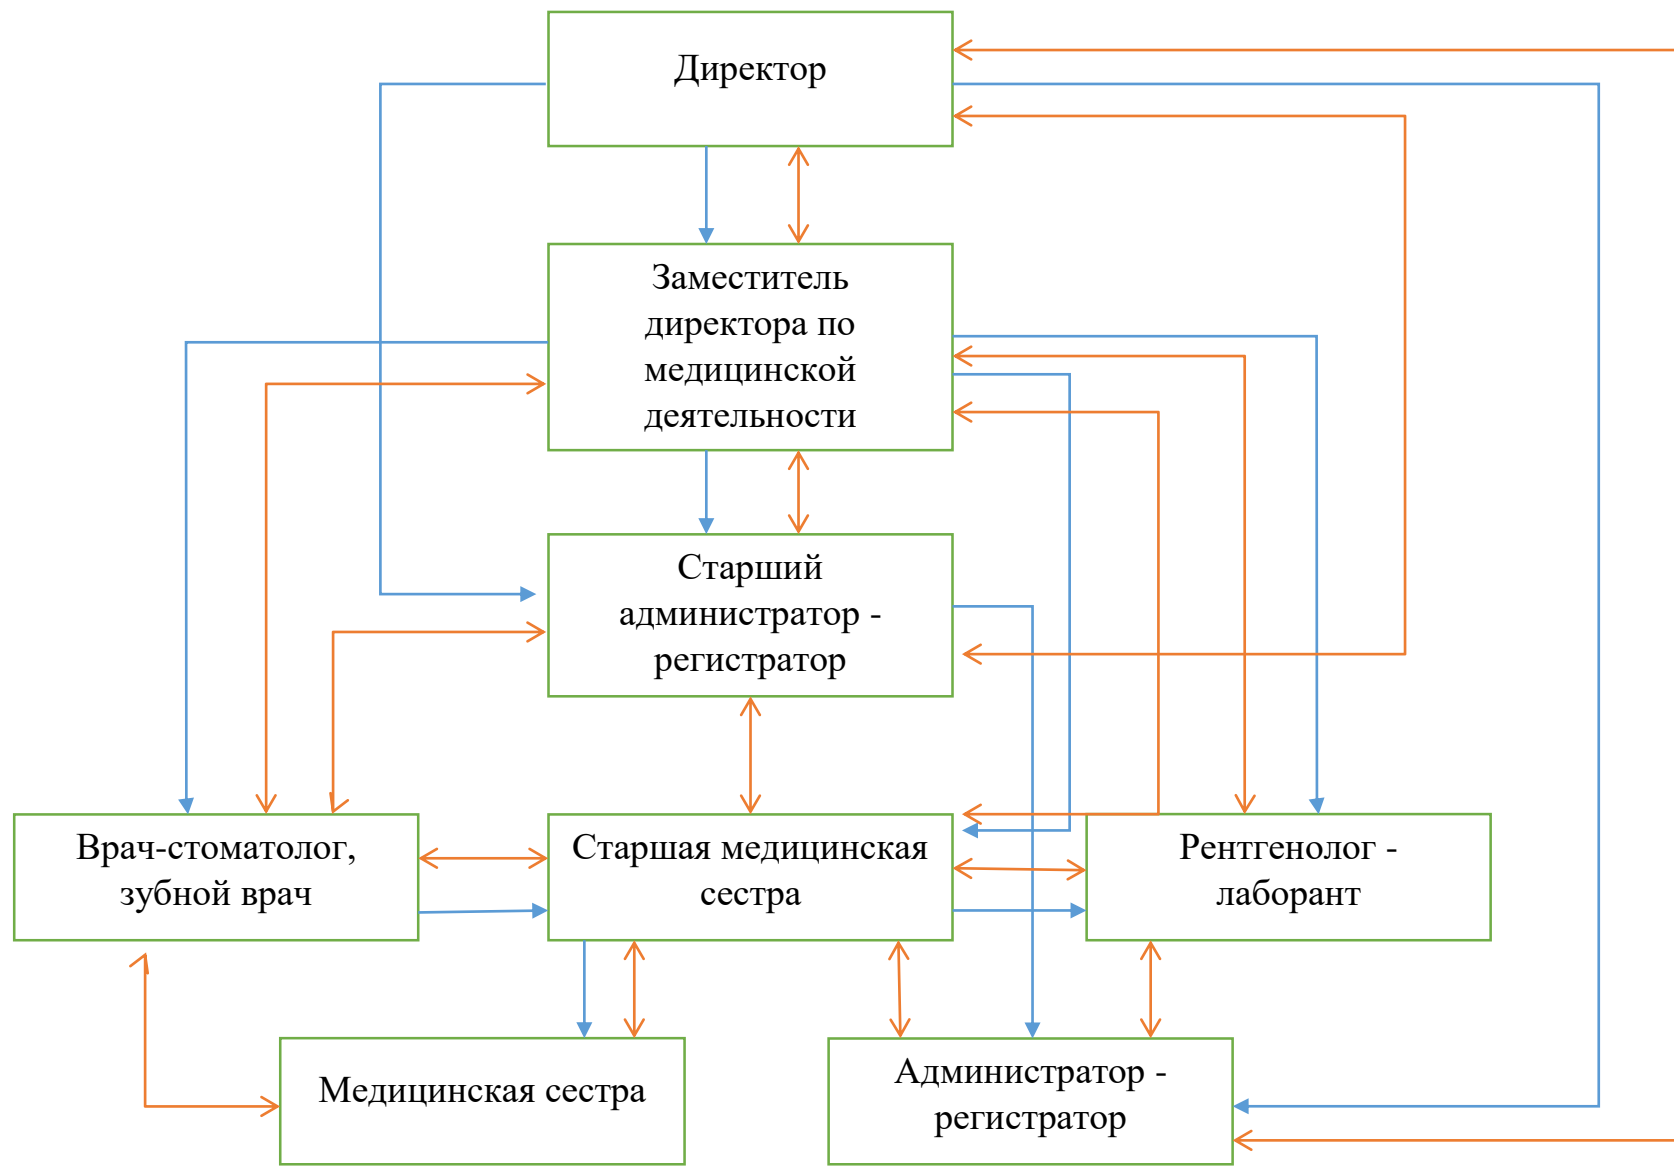 Директор
Заместитель
директора по
медицинской
деятельности
Старший
администратор -
регистратор
Врач-стоматолог,
зубной врач
Старшая медицинская
сестра
Рентгенолог -
лаборант
Медицинская сестра
Администратор -
регистратор